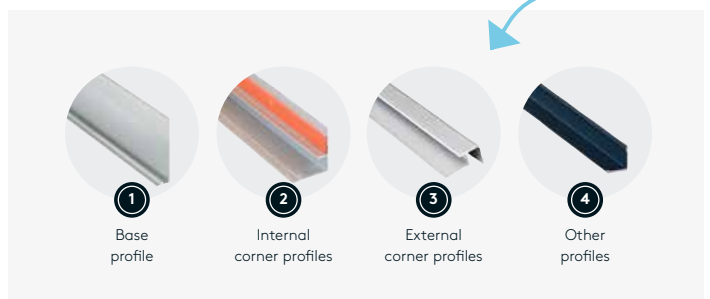 1
Base
profile
2
Internal
corner profiles
3
External
corner profiles
4
Other
profiles